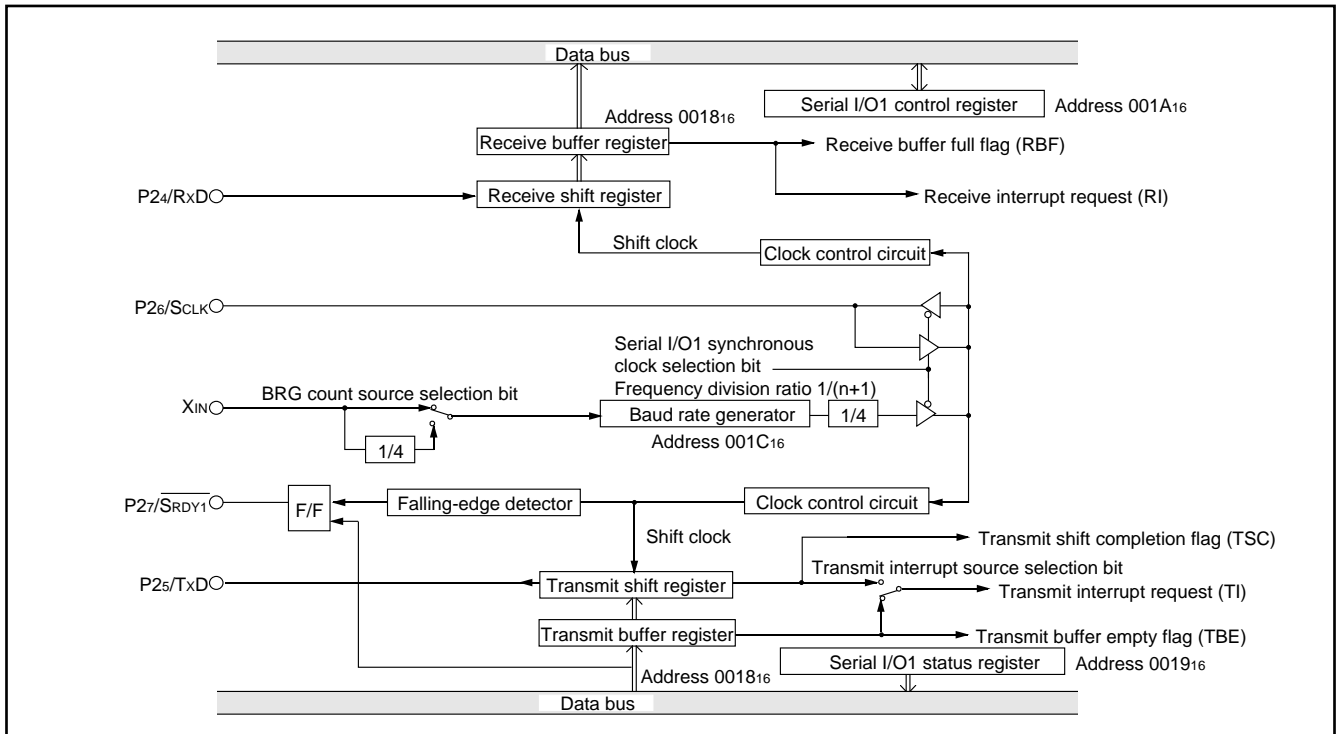 Data bus
Serial I/O1 control register Address 001A16
Address 001816
Receive buffer register
Receive buffer full flag (RBF)
P24/RXD
Receive shift register
Receive interrupt request (RI)
Shift clock
Clock control circuit
P26/SCLK
Serial I/O1 synchronous
clock selection bit
BRG count source selection bit
Frequency division ratio 1/(n+1)
XIN
Baud rate generator
1/4
1/4
Address 001C16
P27/SRDY1
F/F
Falling-edge detector
Clock control circuit
Shift clock
Transmit shift completion flag (TSC)
Transmit interrupt source selection bit
P25/TXD
Transmit shift register
Transmit interrupt request (TI)
Transmit buffer register
Transmit buffer empty flag (TBE)
Serial I/O1 status register Address 001916
Address 001816
Data bus